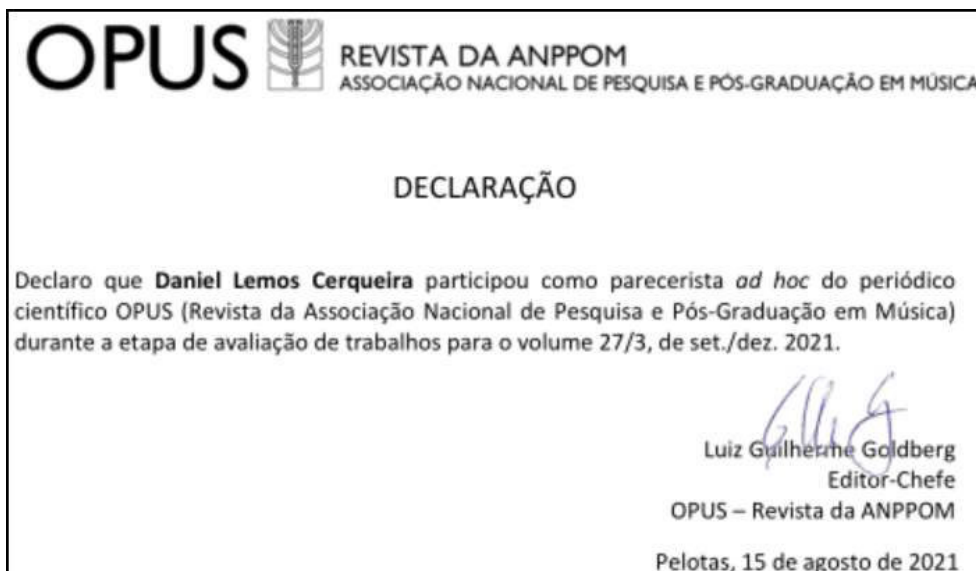 OPUS
REVISTA DA ANPPOM
ASSOCIAÇÃO NACIONAL DE PESQUISA E PÓS-GRADUAÇÃO EM MÚSICA
DECLARAÇÃO
Declaro que Daniel Lemos Cerqueira participou como parecerista ad hoc do periódico
científico OPUS (Revista da Associação Nacional de Pesquisa e Pós-Graduação em Música)
durante a etapa de avaliação de trabalhos para o volume 27/3, de set./dez. 2021.
Luiz Guilherme Goldberg
Editor-Chefe
OPUS – Revista da ANPPOM
Pelotas, 15 de agosto de 2021